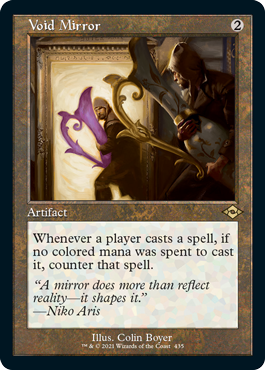 Void Mirror 2
Artifact
Whenever a player casts a spell, if
no colored mana was spent to cast
it, counter that spell.
“A mirror does more than reflect
reality—it shapes it.”
—Niko Aris
Illus. Colin Boyer
™ & © 2021 Wizards of the Coast 435